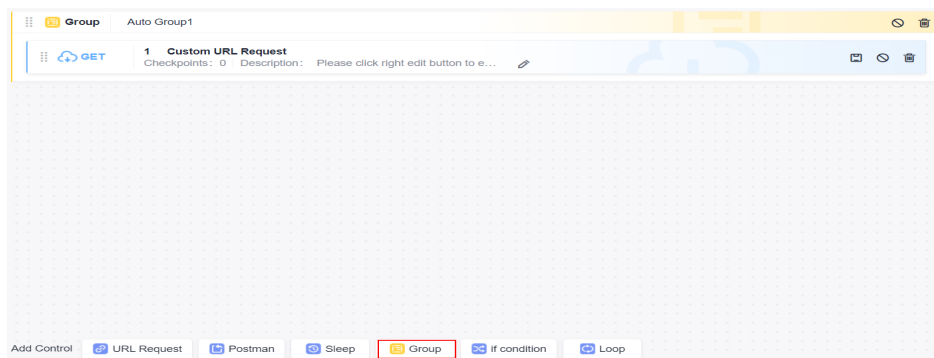 Group Auto Group1
GET 1 Custom URL Request
Checkpoints: 0 Description: Please click right edit button to e...
Add Control URL Request Postman Sleep Group if condition Loop